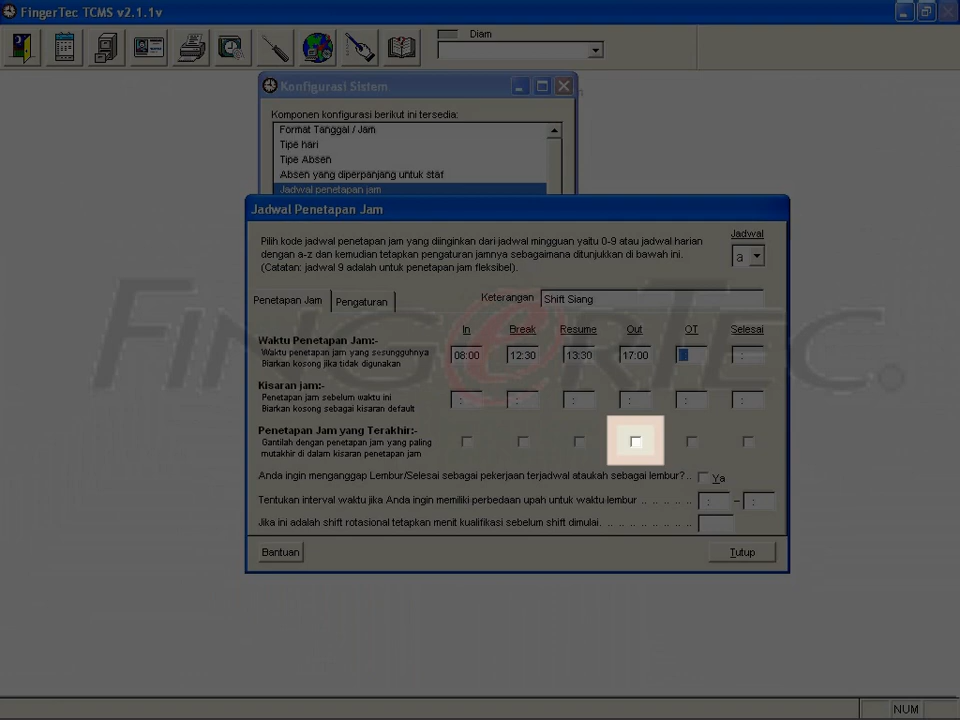 FingerTec TCMS v2.1.1v
Diam
Konfigurasi Sistem
Komponen konfigurasi berikut ini tersedia:
Format Tanggal / Jam
Tipe hari
Tipe Absen
Absen yang diperpanjang untuk staf
Jadwal penetapan jam
Jadwal Penetapan Jam
Pilih kode jadwal penetapan jam yang diinginkan dari jadwal mingguan yaitu 0-9 atau jadwal harian
dengan a-z dan kemudian tetapkan pengaturan jamnya sebagaimana ditunjukkan di bawah ini.
(Catatan: jadwal 9 adalah untuk penetapan jam fleksibel).
Jadwal
a
Penetapan Jam Pengaturan Keterangan Shift Siang
In Break Resume Out OT Selesai
Waktu Penetapan Jam:-
Waktu penetapan jam yang sesungguhnya
Biarkan kosong jika tidak digunakan
08:00 12:30 13:30 17:00 : :
Kisaran jam:-
Penetapan jam sebelum waktu ini
Biarkan kosong sebagai kisaran default
: : : : : :
Penetapan Jam yang Terakhir:-
Gantilah dengan penetapan jam yang paling
mutakhir di dalam kisaran penetapan jam
Anda ingin menganggap Lembur/Selesai sebagai pekerjaan terjadwal ataukah sebagai lembur? .. Ya
Tentukan interval waktu jika Anda ingin memiliki perbedaan upah untuk waktu lembur .. .. .. .. .. .. : – :
Jika ini adalah shift rotasional tetapkan menit kualifikasi sebelum shift dimulai. .. .. .. .. .. .. .. ..
Bantuan Tutup
FINGERTEC
NUM